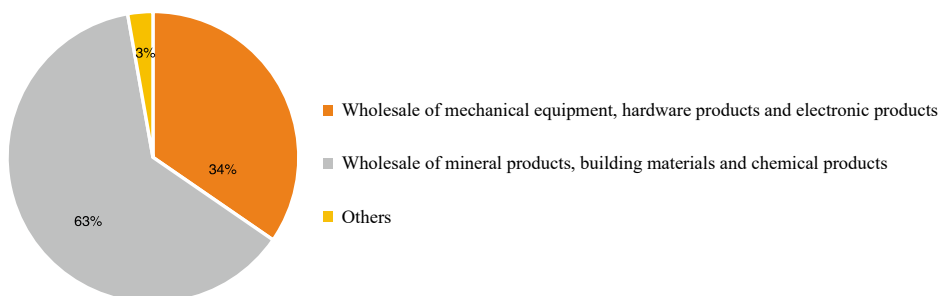 3%
34%
63%
Wholesale of mechanical equipment, hardware products and electronic products
Wholesale of mineral products, building materials and chemical products
Others